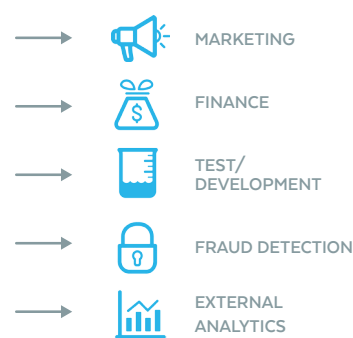 MARKETING
$ FINANCE
TEST/
DEVELOPMENT
FRAUD DETECTION
EXTERNAL
ANALYTICS